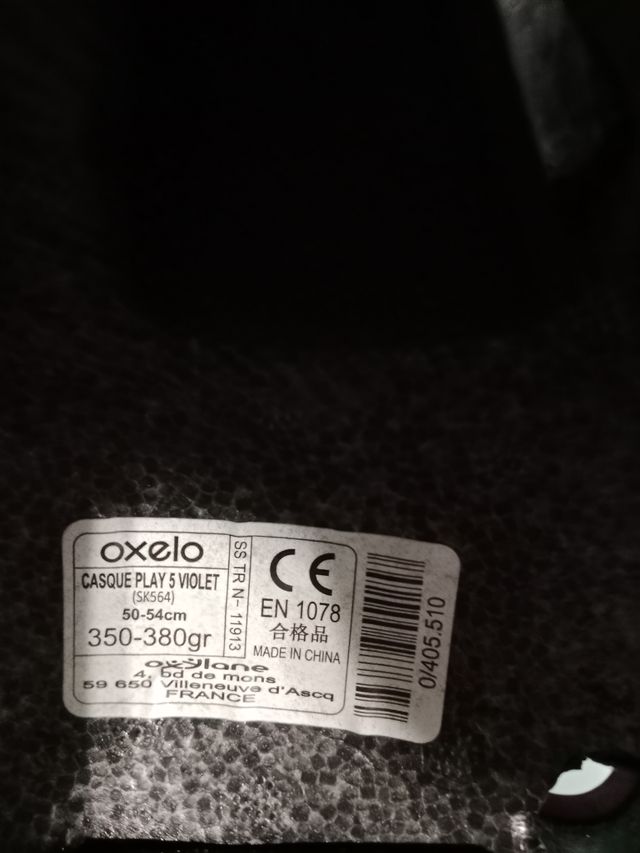 oxelo
CASQUE PLAY 5 VIOLET
(SK564)
50-54cm
350-380gr
SS TR N- 11913
CE
EN 1078
合格品
MADE IN CHINA
oxylane
4, bd de mons
59 650 Villeneuve d'Ascq
FRANCE
0/405.510